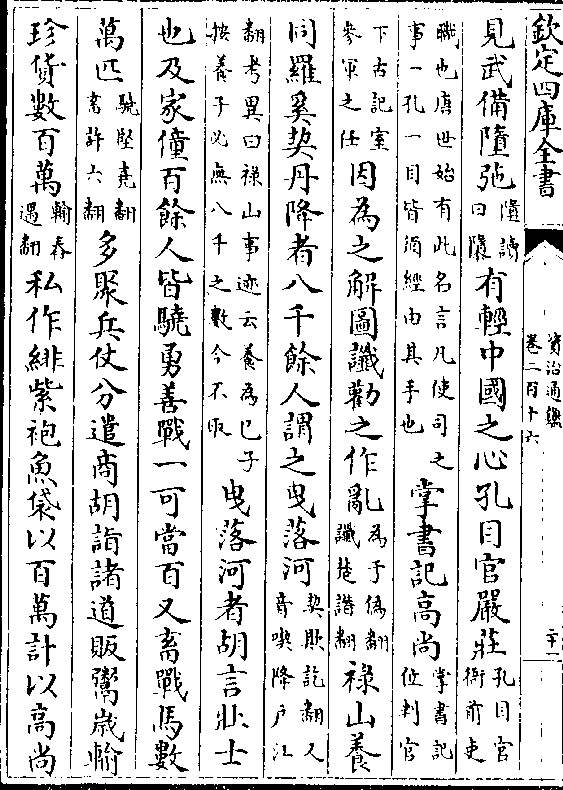 欽定四庫全書
資治通鑑
卷二百十六
見武備墮弛墮讀曰隳有輕中國之心孔目官嚴莊孔目官衙前吏
職也唐世始有此名言凡使司之事一孔一目皆須經由其手也掌書記高尚掌書記位判官
下古記室參軍之任因為之解圖讖勸之作亂為于偽翻讖楚譖翻祿山養
同羅奚契丹降者八千餘人謂之曳落河契欺訖翻又音喫降户江
翻考異曰祿山事迹云養為己子按養子必無八千之數今不取曳落河者胡言壯士
也及家僮百餘人皆驍勇善戰一可當百又畜戰馬數
萬匹驍堅堯翻畜許六翻多聚兵仗分遣商胡詣諸道販鬻歲輸
珍貨數百萬輸舂遇翻私作緋紫袍魚袋以百萬計以高尚